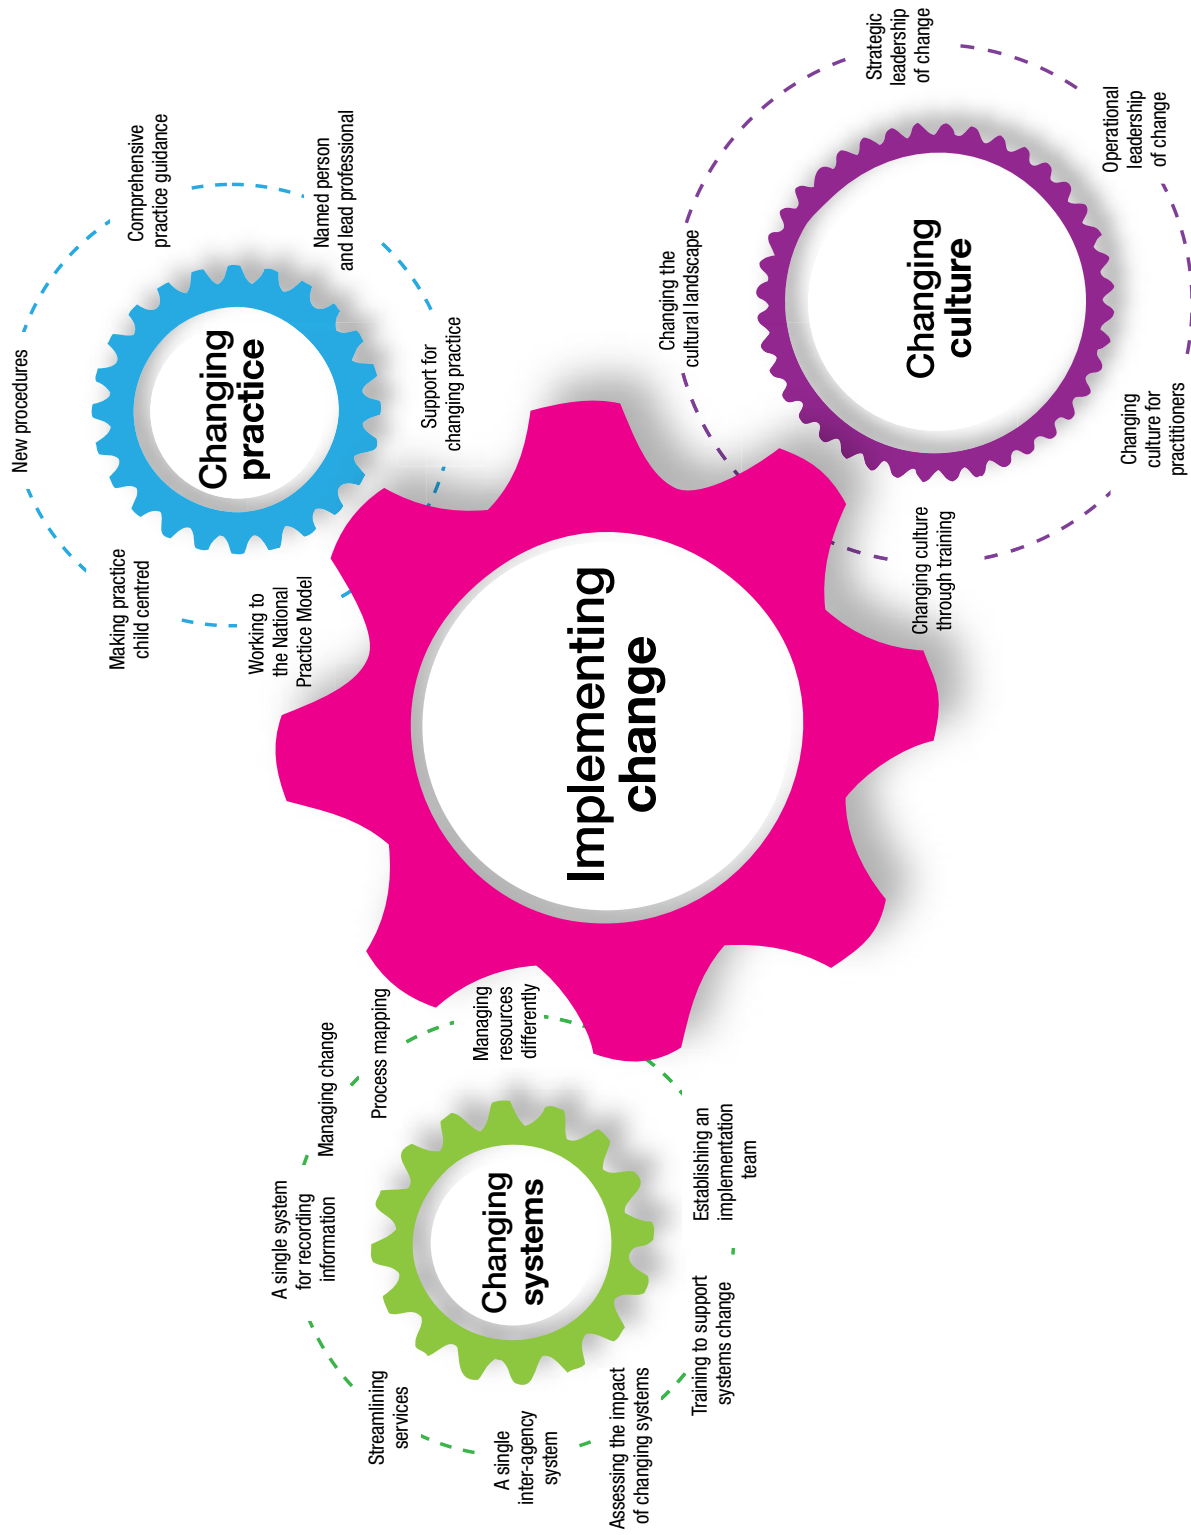 New procedures
Comprehensive
practice guidance
Making practice
child centred
Named person
and lead professional
Working to
the National
Practice Model
Support for
changing practice
Changing
practice
Strategic
leadership
of change
Operational
leadership
of change
Changing the
cultural landscape
Changing
culture for
practitioners
Changing culture
through training
Changing
culture
Implementing
change
A single system
for recording
information
Managing change
Process mapping
Managing
resources
differently
Streamlining
services
A single
inter-agency
system
Assessing the impact
of changing systems
Training to support
systems change
Establishing an
implementation
team
Changing
systems